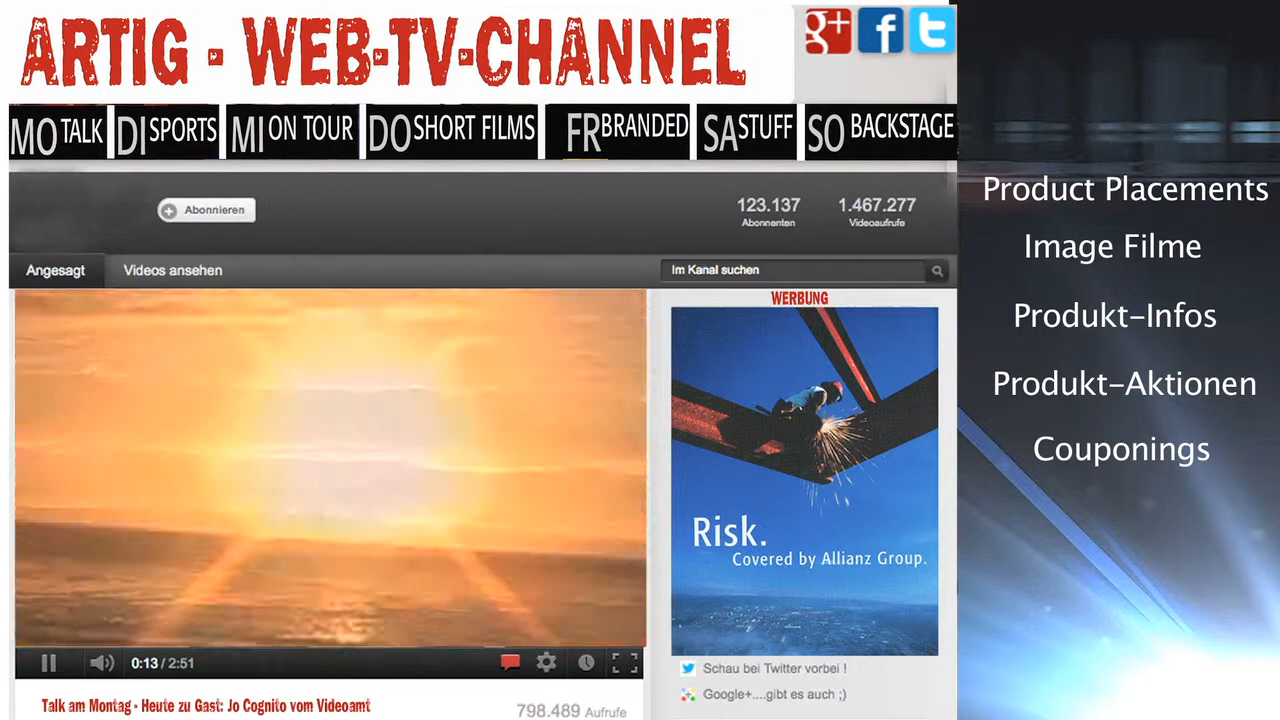 ARTIG - WEB-TV-CHANNEL
g+ f
MO TALK DI SPORTS MI ON TOUR DO SHORT FILMS FR BRANDED SA STUFF SO BACKSTAGE
Abonnieren
123.137 1.467.277
Abonnenten Videoaufrufe
Angesagt Videos ansehen Im Kanal suchen
WERBUNG
Risk.
Covered by Allianz Group.
0:13 / 2:51
Schau bei Twitter vorbei !
Google+....gibt es auch ;)
Talk am Montag - Heute zu Gast: Jo Cognito vom Videoamt
798.489 Aufrufe
Product Placements
Image Filme
Produkt-Infos
Produkt-Aktionen
Couponings